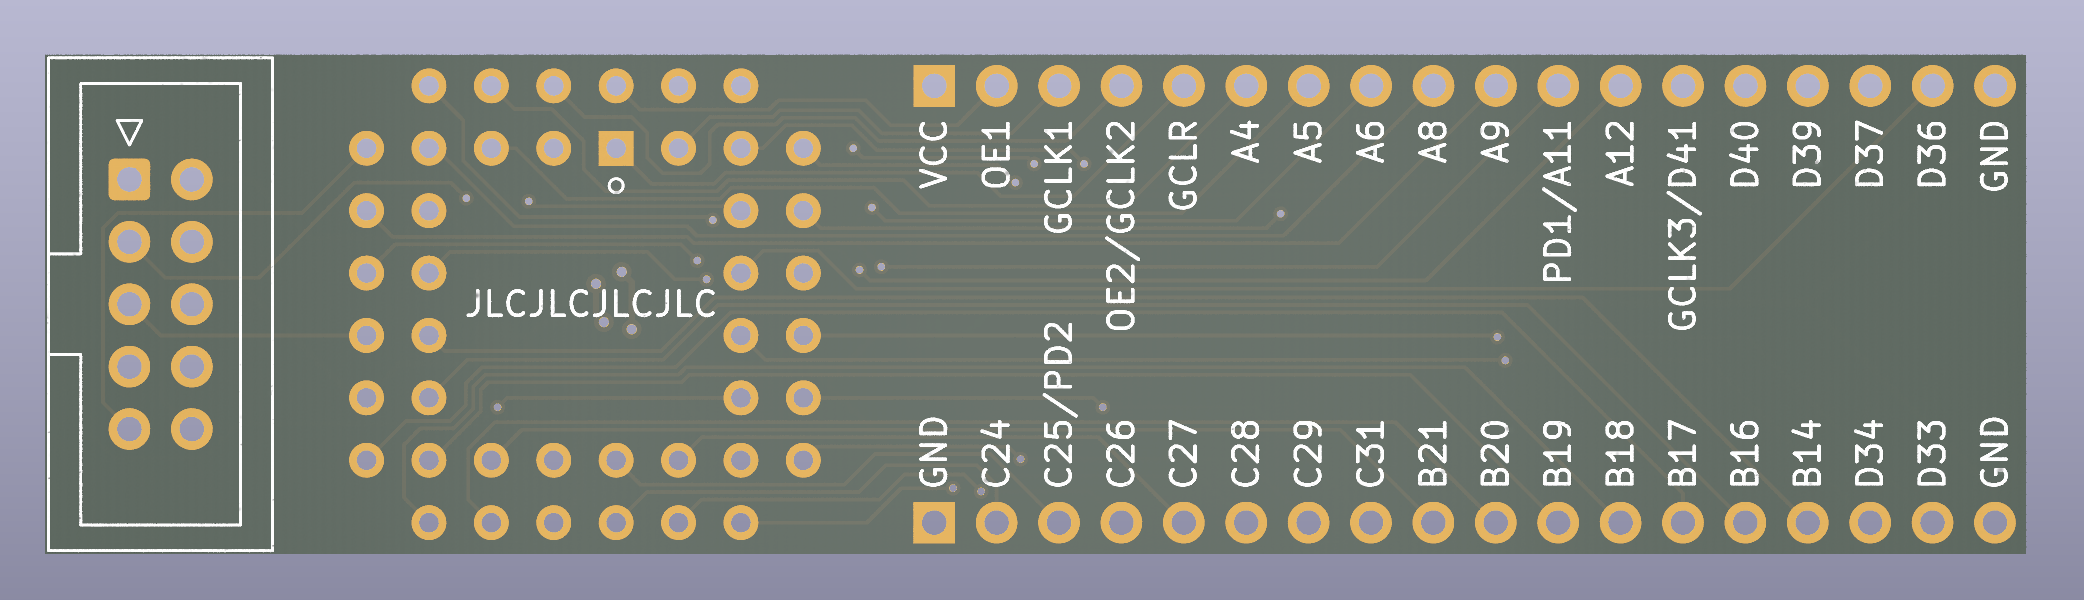 VCC
OE1
GCLK1
OE2/GCLK2
GCLR
A4
A5
A6
A8
A9
PD1/A11
A12
GCLK3/D41
D40
D39
D37
D36
GND
JLCJLCJLCJLC
GND
C24
C25/PD2
C26
C27
C28
C29
C31
B21
B20
B19
B18
B17
B16
B14
D34
D33
GND